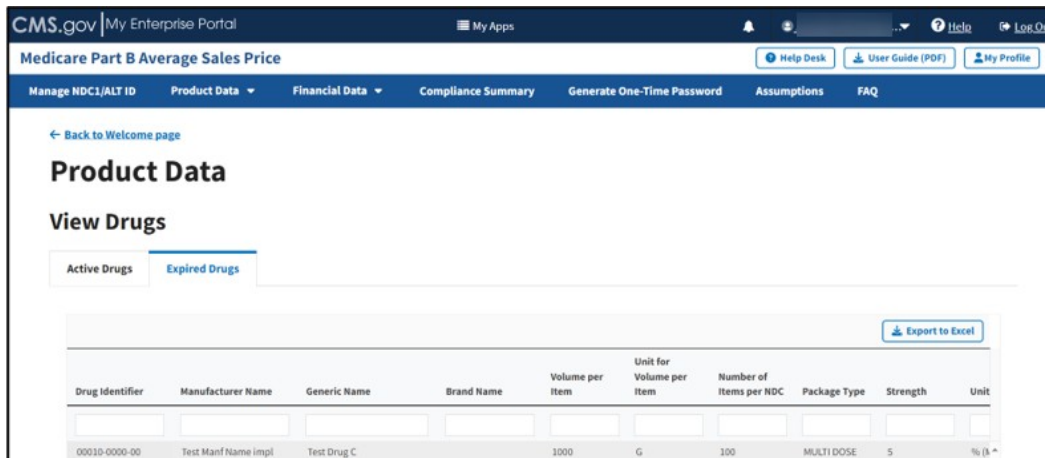 CMS.gov My Enterprise Portal My Apps Help
Medicare Part B Average Sales Price Help Desk User Guide (PDF) My Profile
Manage NDC1/ALT ID Product Data Financial Data Compliance Summary Generate One-Time Password Assumptions FAQ
← Back to Welcome page
Product Data
View Drugs
Active Drugs Expired Drugs
Export to Excel
Drug Identifier Manufacturer Name Generic Name Brand Name Volume per Item Unit for Volume per Item Number of Items per NDC Package Type Strength Unit
00010-0000-00 Test Manf Name impl Test Drug C 1000 G 100 MULTI DOSE 5